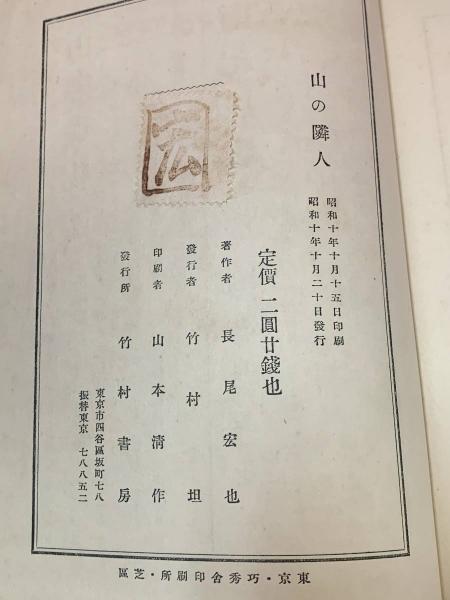 山の隣人
昭和十年十月十五日印刷
昭和十年十月二十日發行
定價 二圓廿錢也
著作者 長尾宏也
發行者 竹村坦
印刷者 山本清作
發行所 竹村書房
東京市四谷區坂町七八
振替東京 七八八五二
宏
東京・巧秀舍印刷所・芝區